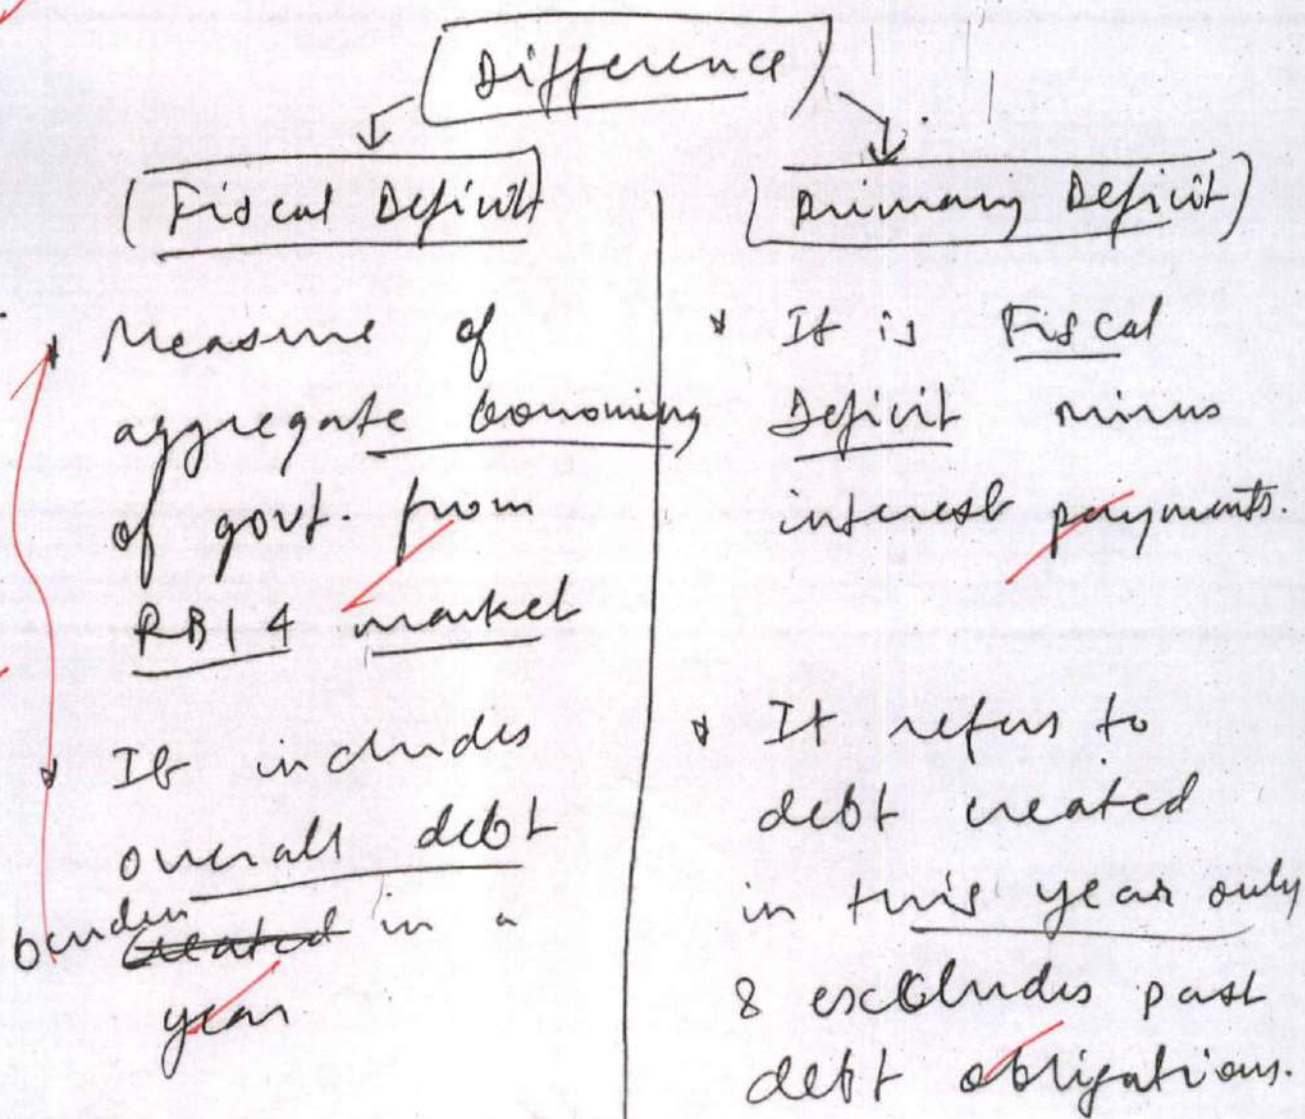 Difference
Fiscal Deficit
Measure of
aggregate borrowing
of govt. from
RBI & market
It includes
overall debt
burden created in a
year
Primary Deficit
It is Fiscal
Deficit minus
interest payments.
It refers to
debt created
in this year only
& excludes past
debt obligations.